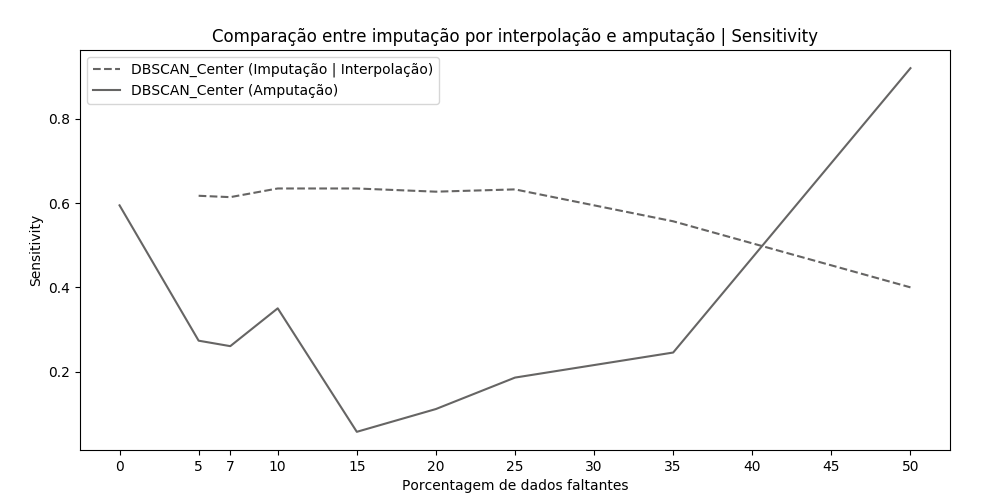 Comparação entre imputação por interpolação e amputação | Sensitivity
DBSCAN_Center (Imputação | Interpolação)
DBSCAN_Center (Amputação)
Sensitivity
0.8
0.6
0.4
0.2
0 5 7 10 15 20 25 30 35 40 45 50
Porcentagem de dados faltantes